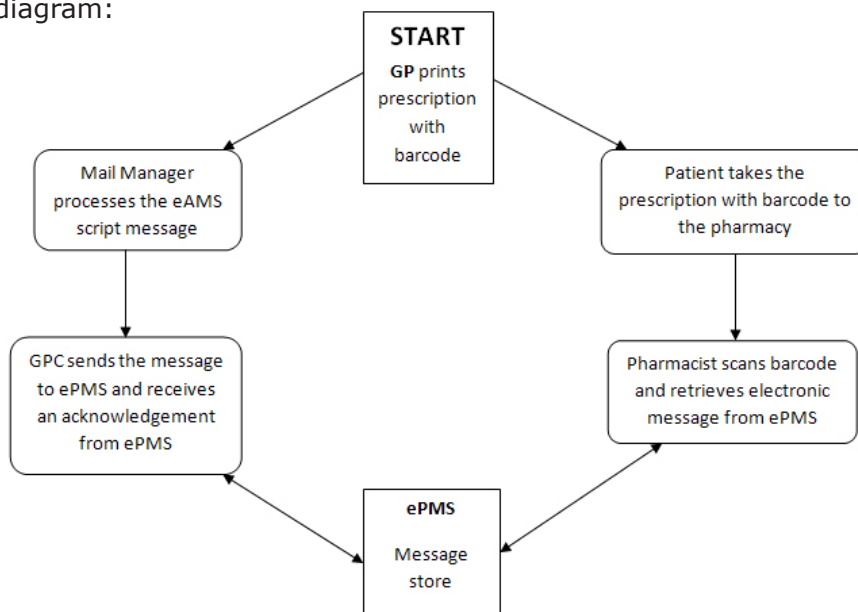 diagram:
START
GP prints
prescription
with
barcode
Mail Manager
processes the eAMS
script message
Patient takes the
prescription with barcode to
the pharmacy
GPC sends the message
to ePMS and receives
an acknowledgement
from ePMS
Pharmacist scans barcode
and retrieves electronic
message from ePMS
ePMS
Message
store